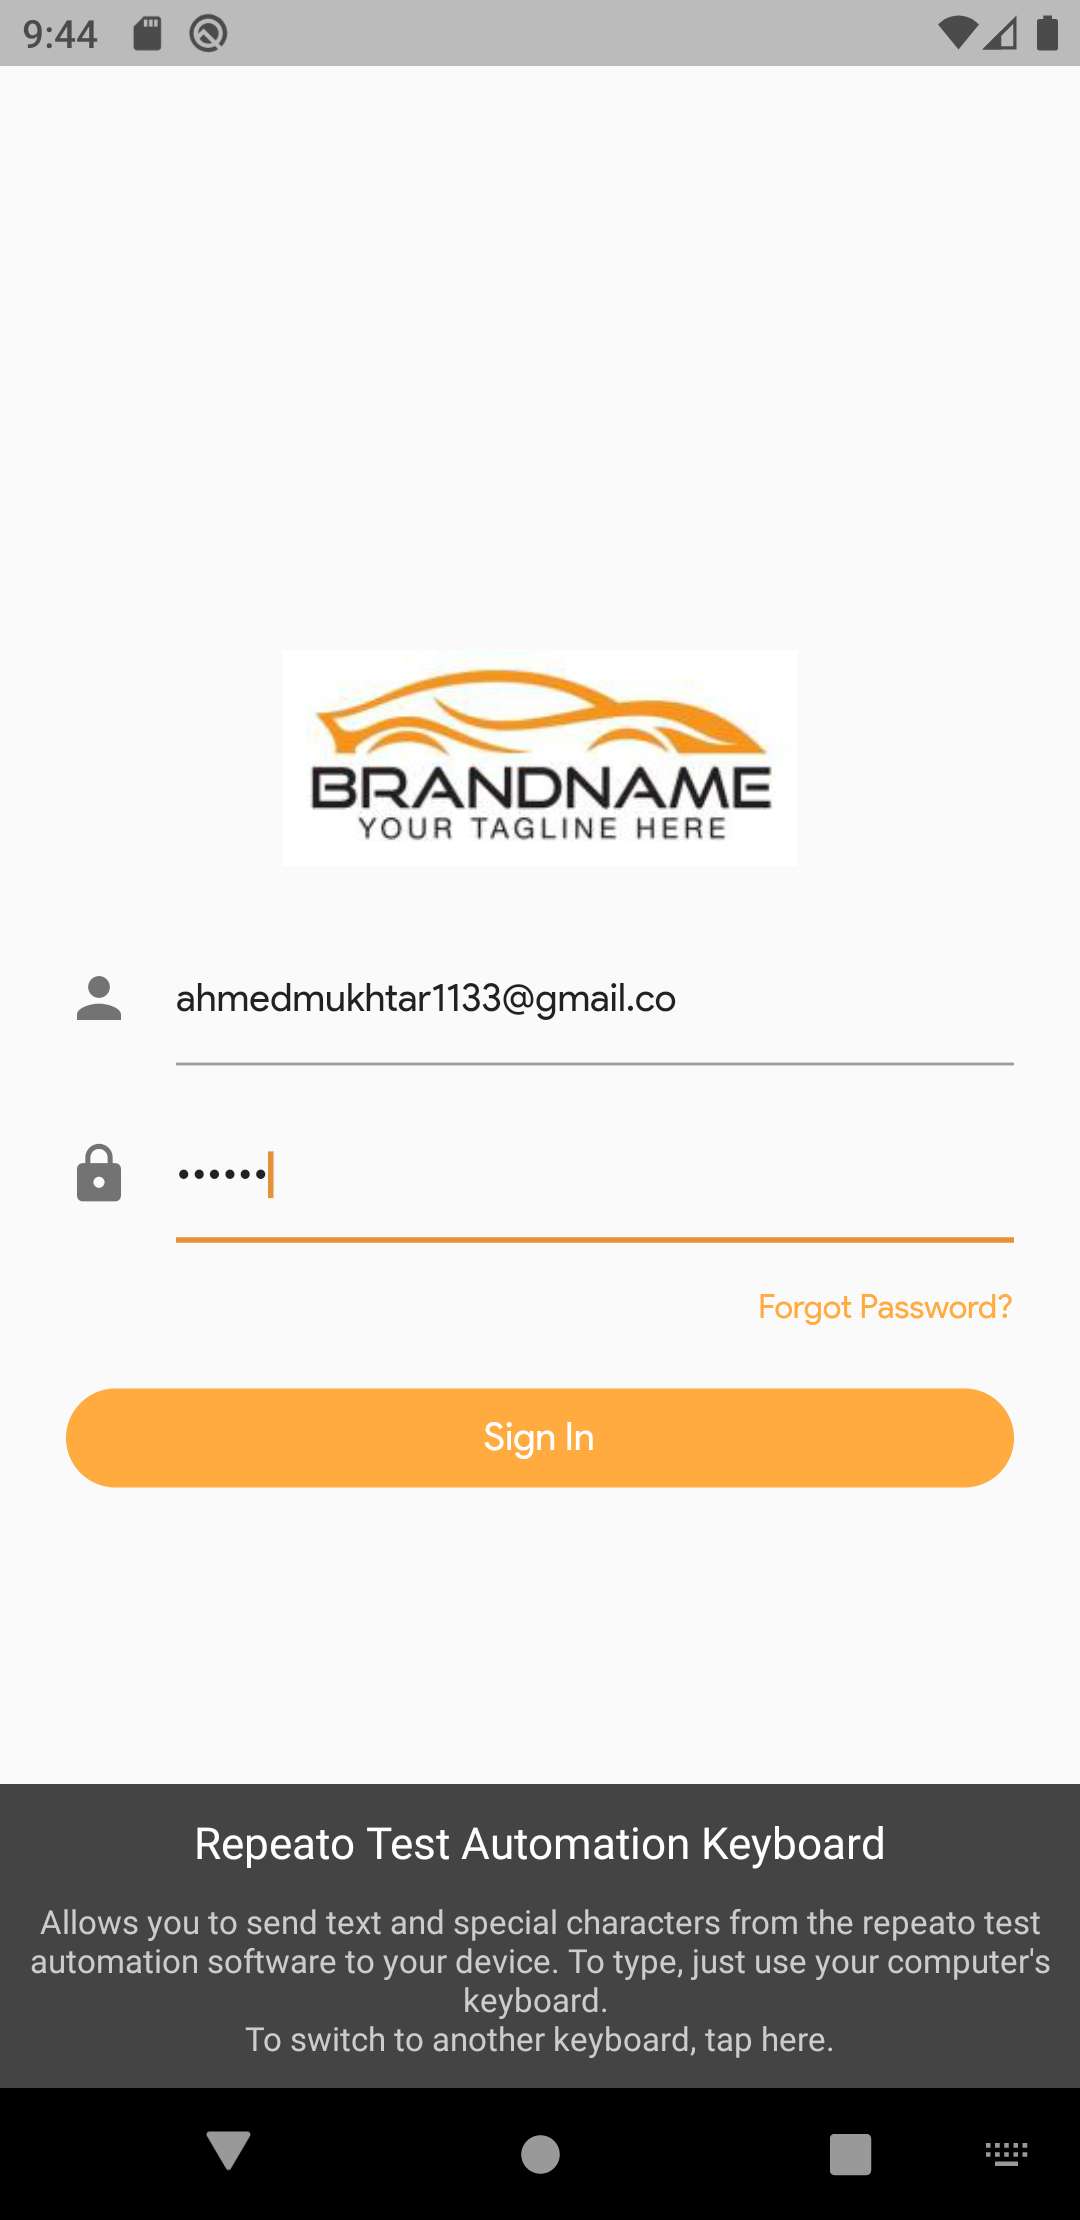 9:44
BRANDNAME
YOUR TAGLINE HERE
ahmedmukhtar1133@gmail.co
••••••
Forgot Password?
Sign In
Repeato Test Automation Keyboard
Allows you to send text and special characters from the repeato test
automation software to your device. To type, just use your computer's
keyboard.
To switch to another keyboard, tap here.